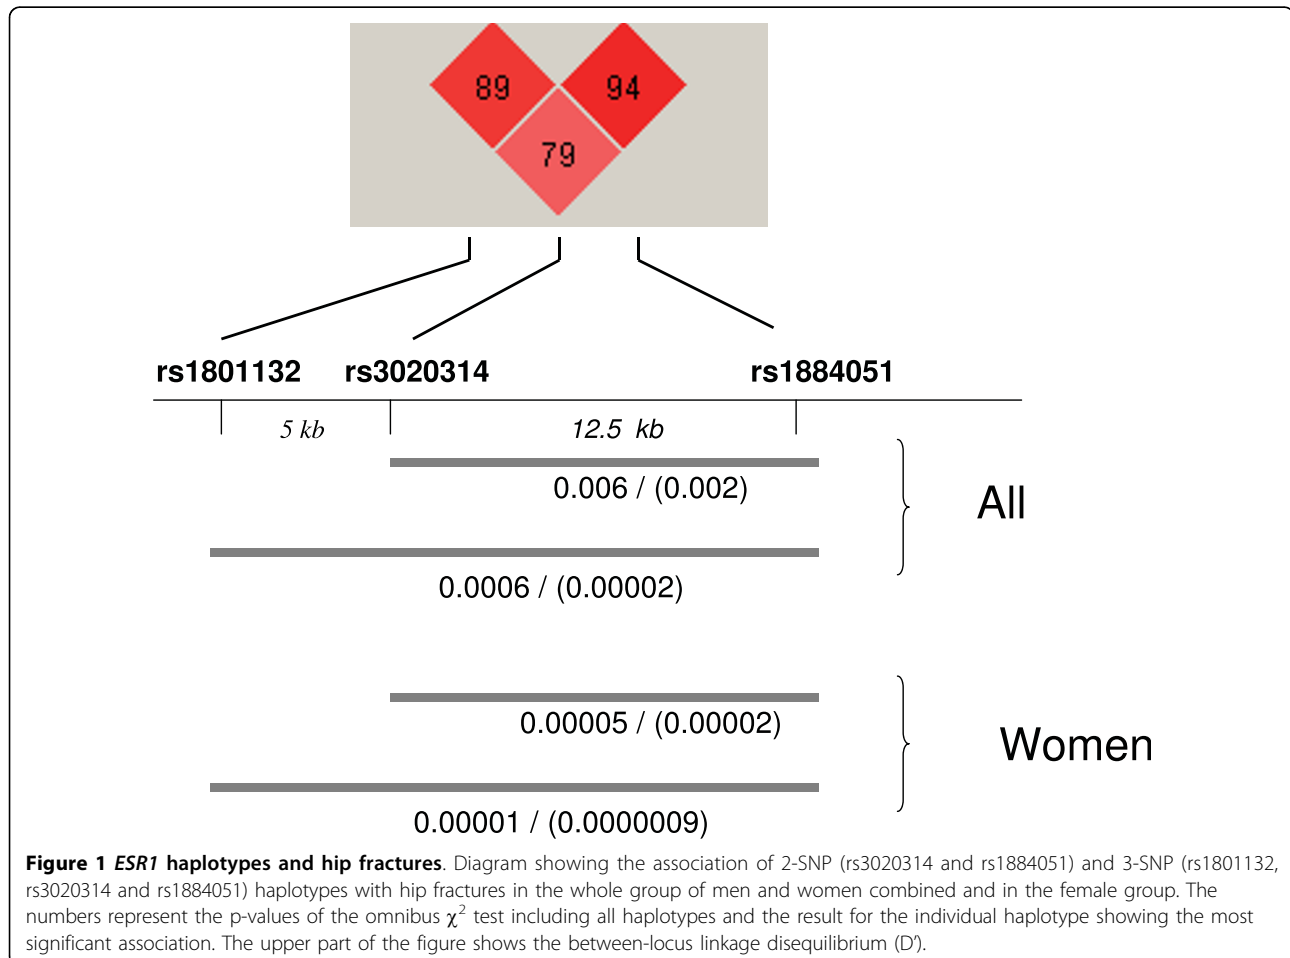 89 94
79
rs1801132 rs3020314 rs1884051
5 kb 12.5 kb
0.006 / (0.002)
All
0.0006 / (0.00002)
0.00005 / (0.00002)
Women
0.00001 / (0.0000009)
Figure 1 ESR1 haplotypes and hip fractures. Diagram showing the association of 2-SNP (rs3020314 and rs1884051) and 3-SNP (rs1801132,
rs3020314 and rs1884051) haplotypes with hip fractures in the whole group of men and women combined and in the female group. The
numbers represent the p-values of the omnibus χ² test including all haplotypes and the result for the individual haplotype showing the most
significant association. The upper part of the figure shows the between-locus linkage disequilibrium (D′).